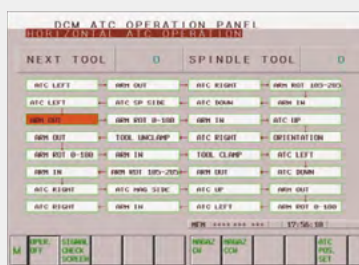 DCM ATC OPERATION PANEL
HORIZONTAL ATC OPERATION
NEXT TOOL 0 SPINDLE TOOL 0
ATC LEFT ARM OUT ATC RIGHT ARM ROT 105-285
ATC LEFT ATC SP SIDE ATC DOWN ARM IN
ARM OUT ARM ROT 0-180 ARM IN ATC UP
ARM OUT TOOL UNCLAMP ATC RIGHT ORIENTATION
ARM ROT 0-180 ARM IN TOOL CLAMP ATC LEFT
ARM IN ARM ROT 105-285 ARM OUT ATC DOWN
ATC RIGHT ATC MAG SIDE ATC UP ARM OUT
ATC RIGHT ARM IN ATC LEFT ARM ROT 0-180
MEM **** *** *** 17:56:18
M OPER. OFF SIGNAL CHECK SCREEN MAGAZ CW MAGAZ CCW ATC POS. SET